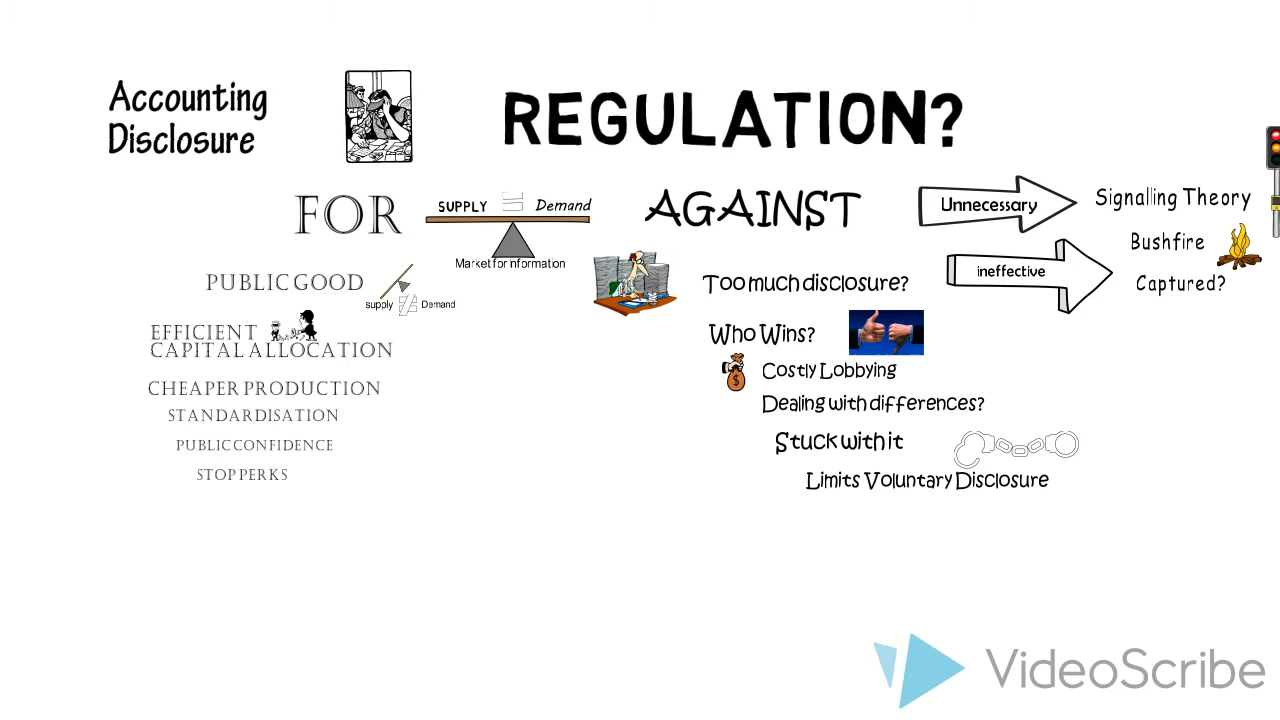 Accounting
Disclosure
REGULATION?
FOR
SUPPLY = Demand
Market for information
AGAINST
Unnecessary
Signalling Theory
Bushfire
ineffective
Captured?
PUBLIC GOOD
supply ≠ Demand
Too much disclosure?
EFFICIENT
CAPITAL ALLOCATION
Who Wins?
Costly Lobbying
CHEAPER PRODUCTION
Dealing with differences?
STANDARDISATION
Stuck with it
PUBLIC CONFIDENCE
STOP PERKS
Limits Voluntary Disclosure
VideoScribe